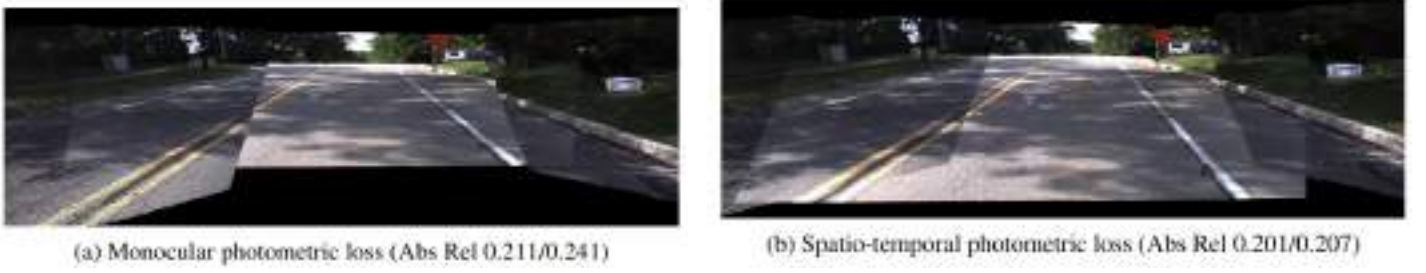 (a) Monocular photometric loss (Abs Rel 0.211/0.241)
(b) Spatio-temporal photometric loss (Abs Rel 0.201/0.207)